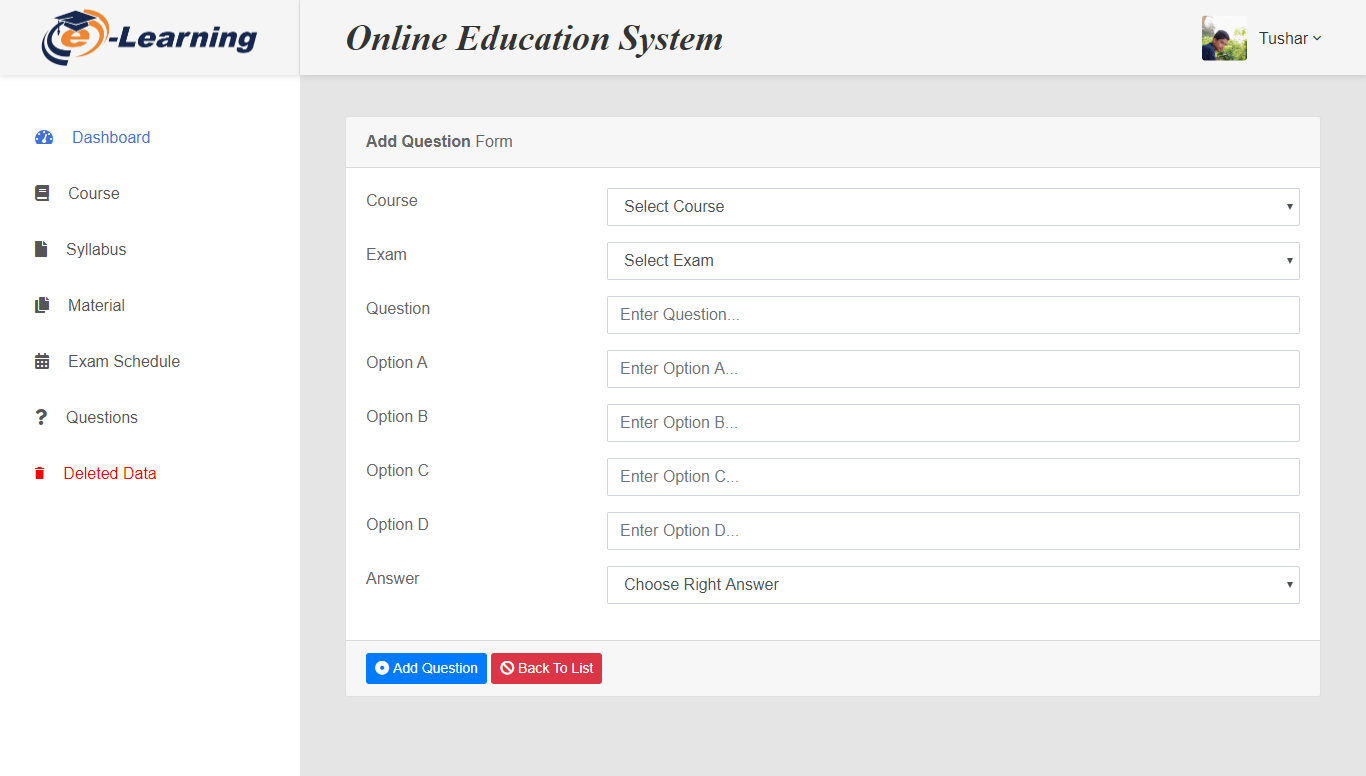 e-Learning
Online Education System
Tushar
Dashboard
Course
Syllabus
Material
Exam Schedule
Questions
Deleted Data
Add Question Form
Course
Select Course
Exam
Select Exam
Question
Enter Question...
Option A
Enter Option A...
Option B
Enter Option B...
Option C
Enter Option C...
Option D
Enter Option D...
Answer
Choose Right Answer
Add Question
Back To List